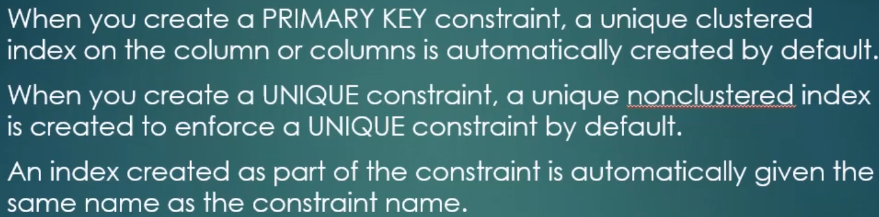 When you create a PRIMARY KEY constraint, a unique clustered
index on the column or columns is automatically created by default.
When you create a UNIQUE constraint, a unique nonclustered index
is created to enforce a UNIQUE constraint by default.
An index created as part of the constraint is automatically given the
same name as the constraint name.